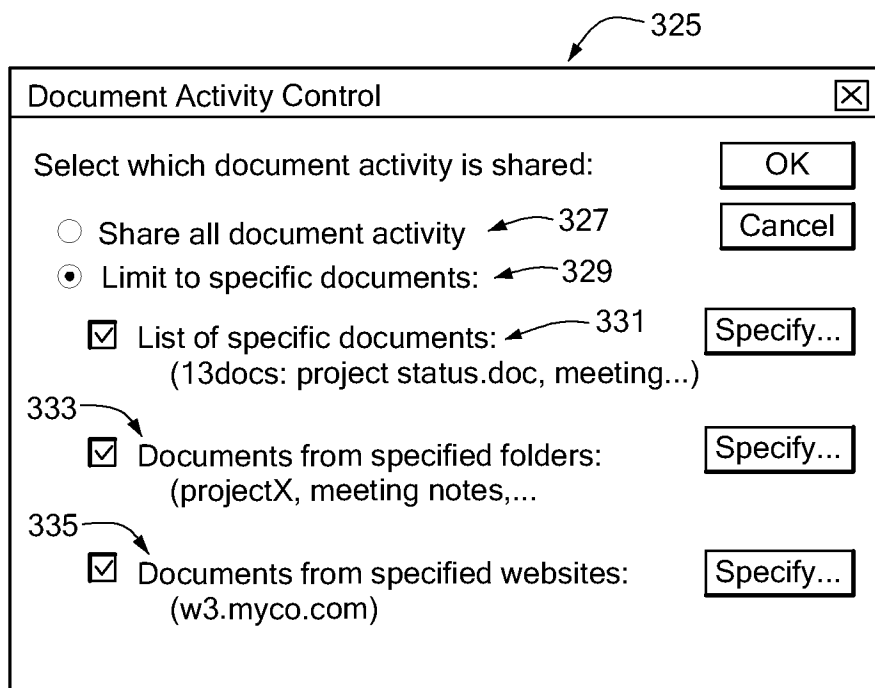 325
Document Activity Control
Select which document activity is shared:
OK
Share all document activity
327
Cancel
Limit to specific documents:
329
List of specific documents:
331
Specify...
(13docs: project status.doc, meeting...)
333
Documents from specified folders:
Specify...
(projectX, meeting notes,...
335
Documents from specified websites:
Specify...
(w3.myco.com)